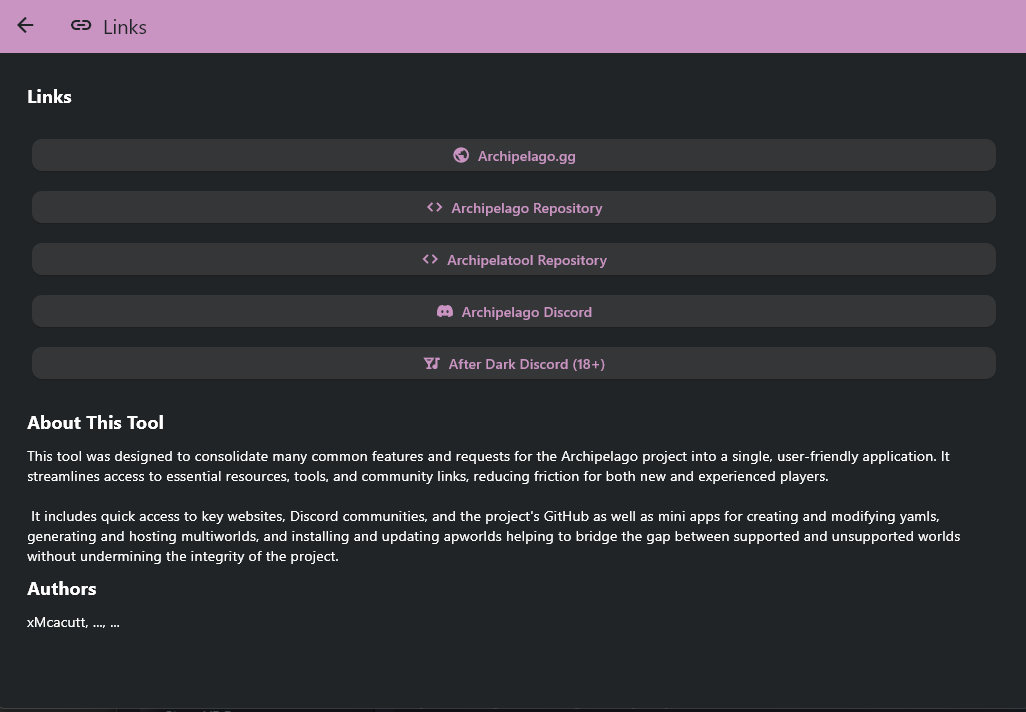 Links
Links
Archipelago.gg
Archipelago Repository
Archipelatool Repository
Archipelago Discord
After Dark Discord (18+)
About This Tool
This tool was designed to consolidate many common features and requests for the Archipelago project into a single, user-friendly application. It
streamlines access to essential resources, tools, and community links, reducing friction for both new and experienced players.
It includes quick access to key websites, Discord communities, and the project's GitHub as well as mini apps for creating and modifying yamls,
generating and hosting multiworlds, and installing and updating apworlds helping to bridge the gap between supported and unsupported worlds
without undermining the integrity of the project.
Authors
xMcacutt, ..., ...